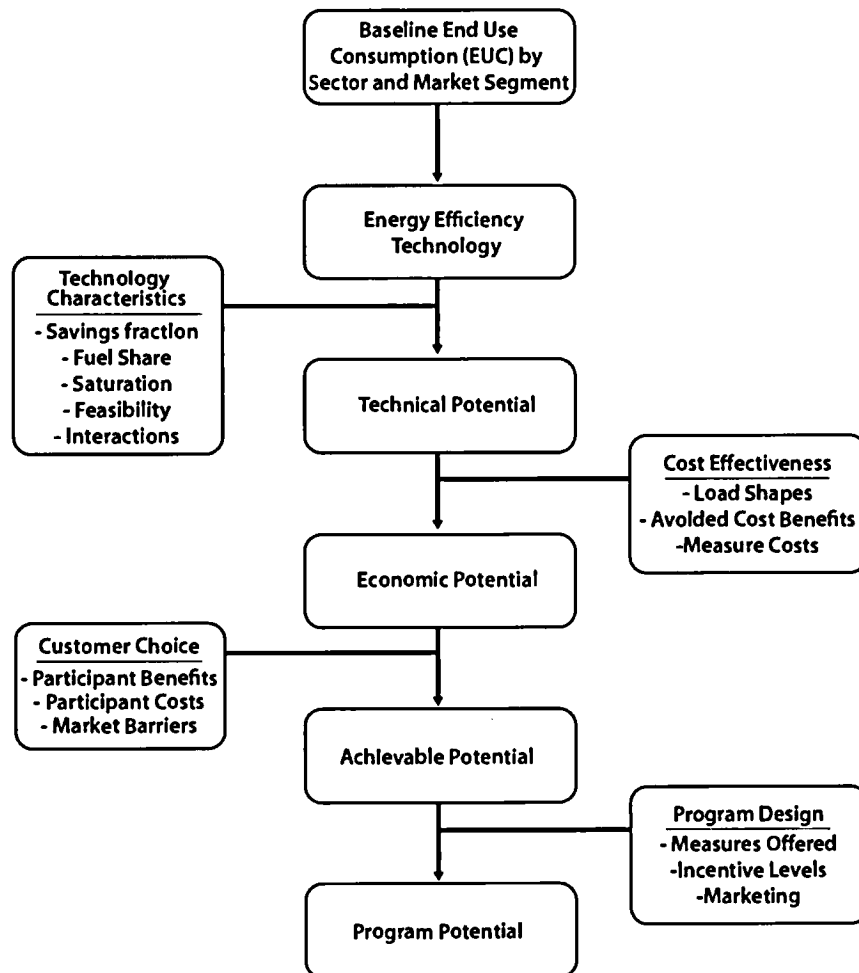 Baseline End Use
Consumption (EUC) by
Sector and Market Segment
Energy Efficiency
Technology
Technology
Characteristics
- Savings fraction
- Fuel Share
- Saturation
- Feasibility
- Interactions
Technical Potential
Cost Effectiveness
- Load Shapes
- Avoided Cost Benefits
-Measure Costs
Economic Potential
Customer Choice
- Participant Benefits
- Participant Costs
- Market Barriers
Achievable Potential
Program Design
- Measures Offered
-Incentive Levels
-Marketing
Program Potential